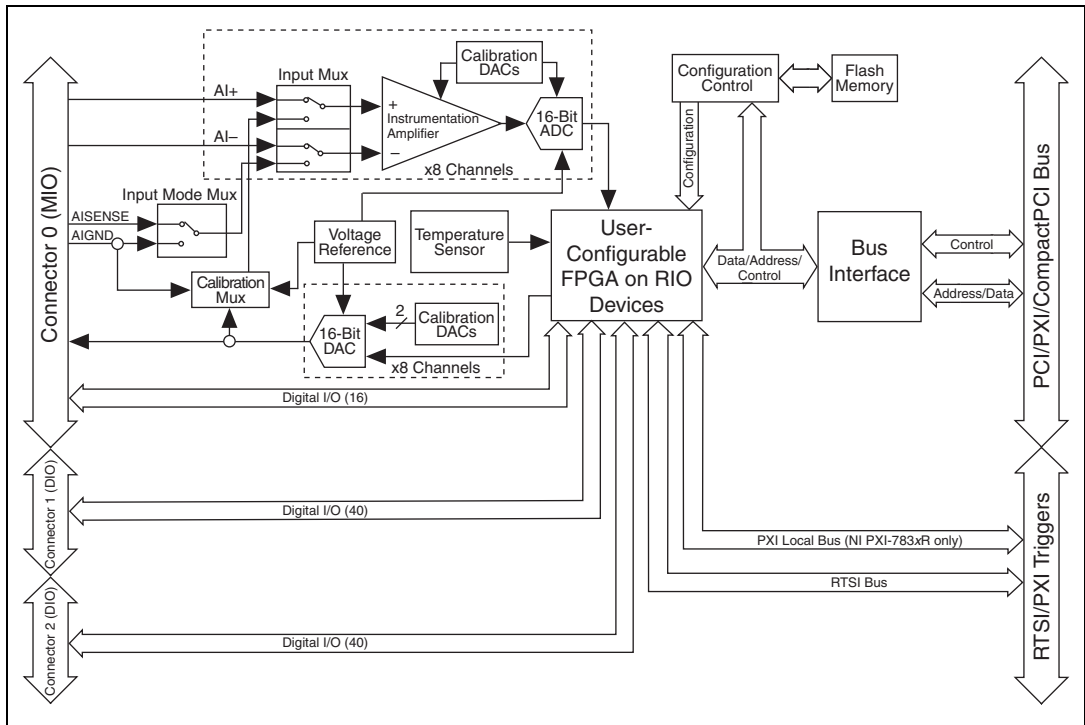 Connector 0 (MIO)
AI+
AI–
AISENSE
AIGND
Input Mode Mux
Input Mux
+
Instrumentation
Amplifier
–
Calibration
DACs
16-Bit
ADC
x8 Channels
Calibration
Mux
Voltage
Reference
Temperature
Sensor
16-Bit
DAC
2
Calibration
DACs
x8 Channels
Configuration
Control
Flash
Memory
Configuration
User-
Configurable
FPGA on RIO
Devices
Data/Address/
Control
Bus
Interface
Control
Address/Data
PCI/PXI/CompactPCI Bus
Digital I/O (16)
Connector 1 (DIO)
Digital I/O (40)
PXI Local Bus (NI PXI-783xR only)
RTSI Bus
RTSI/PXI Triggers
Connector 2 (DIO)
Digital I/O (40)